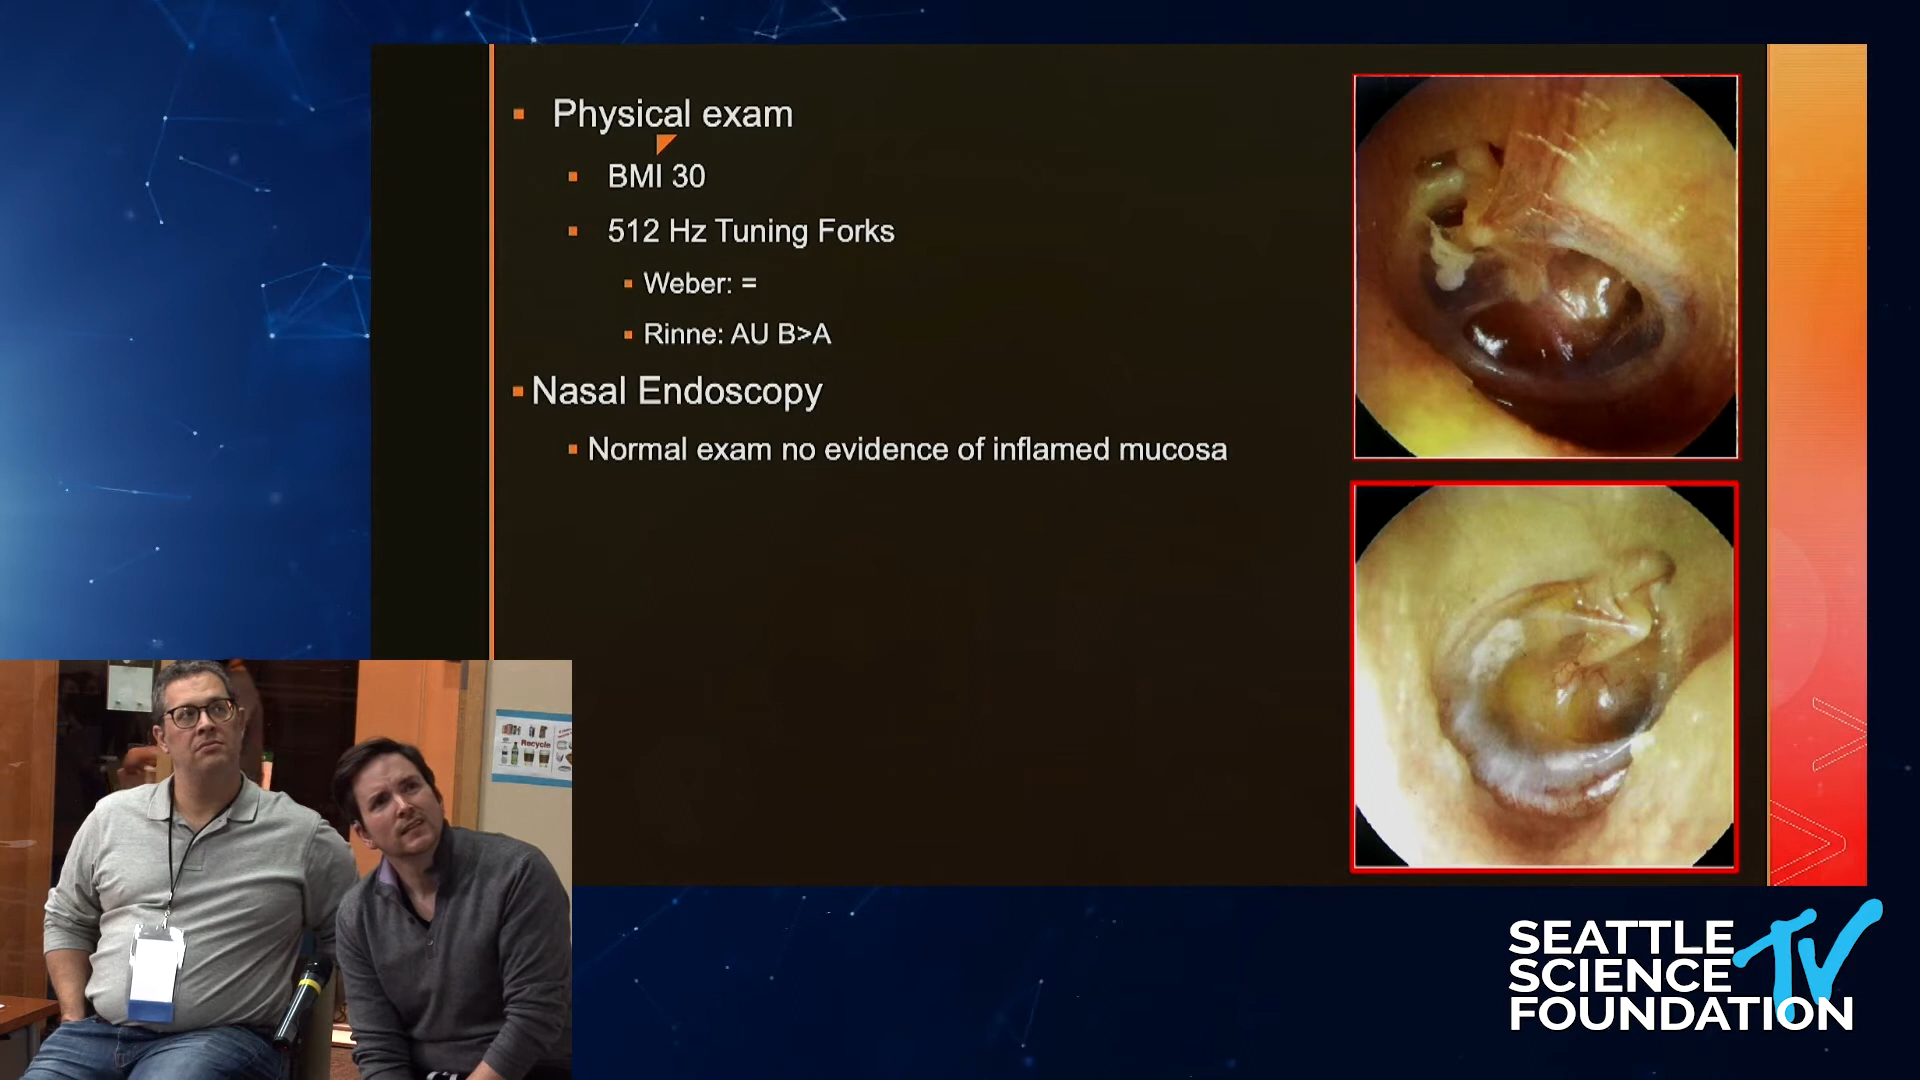 Physical exam
BMI 30
512 Hz Tuning Forks
Weber: =
Rinne: AU B>A
Nasal Endoscopy
Normal exam no evidence of inflamed mucosa
Recycle
SEATTLE
SCIENCE
FOUNDATION
TV